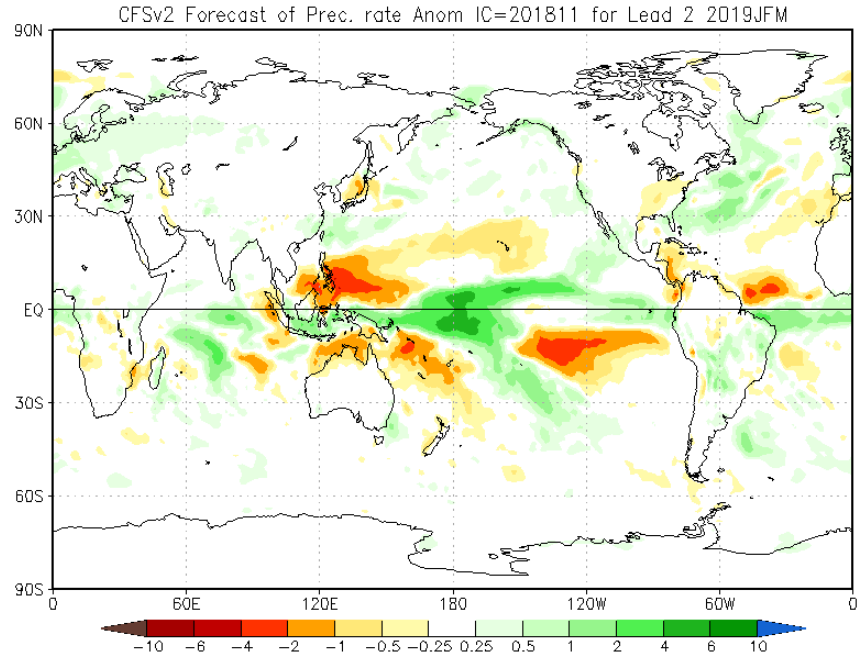 CFSv2 Forecast of Prec. rate Anom IC=201811 for Lead 2 2019JFM
90N
60N
30N
EQ
30S
60S
90S
0 60E 120E 180 120W 60W 0
-10 -6 -4 -2 -1 -0.5 -0.25 0.25 0.5 1 2 4 6 10